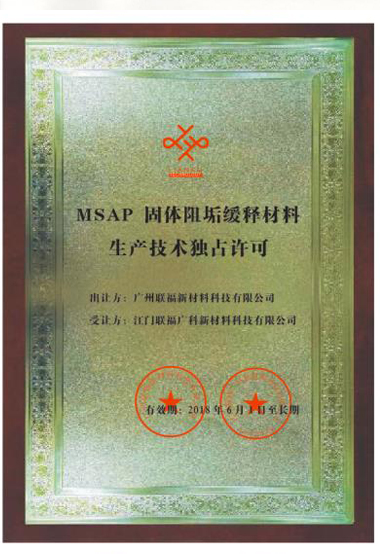 MSAP 固体阻垢缓释材料
生产技术独占许可
出让方：广州联福新材料科技有限公司
受让方：江门联福广科新材料科技有限公司
有效期：2018年6月1日至长期